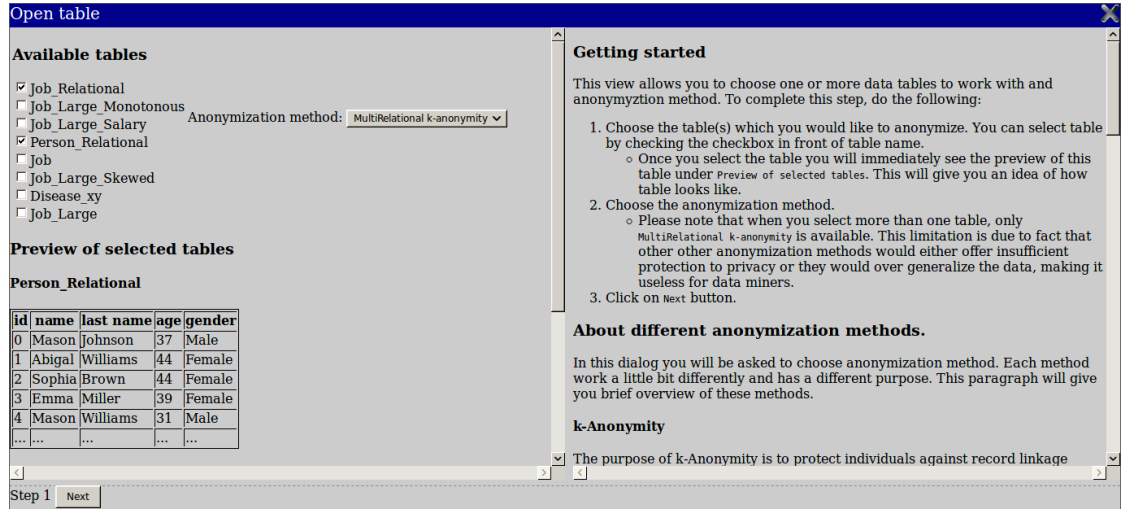 Open table
Available tables
Job_Relational
Job_Large_Monotonous
Job_Large_Salary
Person_Relational
Job
Job_Large_Skewed
Disease_xy
Job_Large
Anonymization method: MultiRelational k-anonymity
Preview of selected tables
Person_Relational
id name last name age gender
0 Mason Johnson 37 Male
1 Abigal Williams 44 Female
2 Sophia Brown 44 Female
3 Emma Miller 39 Female
4 Mason Williams 31 Male
... ... ... ... ...
Getting started
This view allows you to choose one or more data tables to work with and
anonymyztion method. To complete this step, do the following:
1. Choose the table(s) which you would like to anonymize. You can select table
by checking the checkbox in front of table name.
Once you select the table you will immediately see the preview of this
table under Preview of selected tables. This will give you an idea of how
table looks like.
2. Choose the anonymization method.
Please note that when you select more than one table, only
MultiRelational k-anonymity is available. This limitation is due to fact that
other other anonymization methods would either offer insufficient
protection to privacy or they would over generalize the data, making it
useless for data miners.
3. Click on Next button.
About different anonymization methods.
In this dialog you will be asked to choose anonymization method. Each method
work a little bit differently and has a different purpose. This paragraph will give
you brief overview of these methods.
k-Anonymity
The purpose of k-Anonymity is to protect individuals against record linkage
Step 1 Next